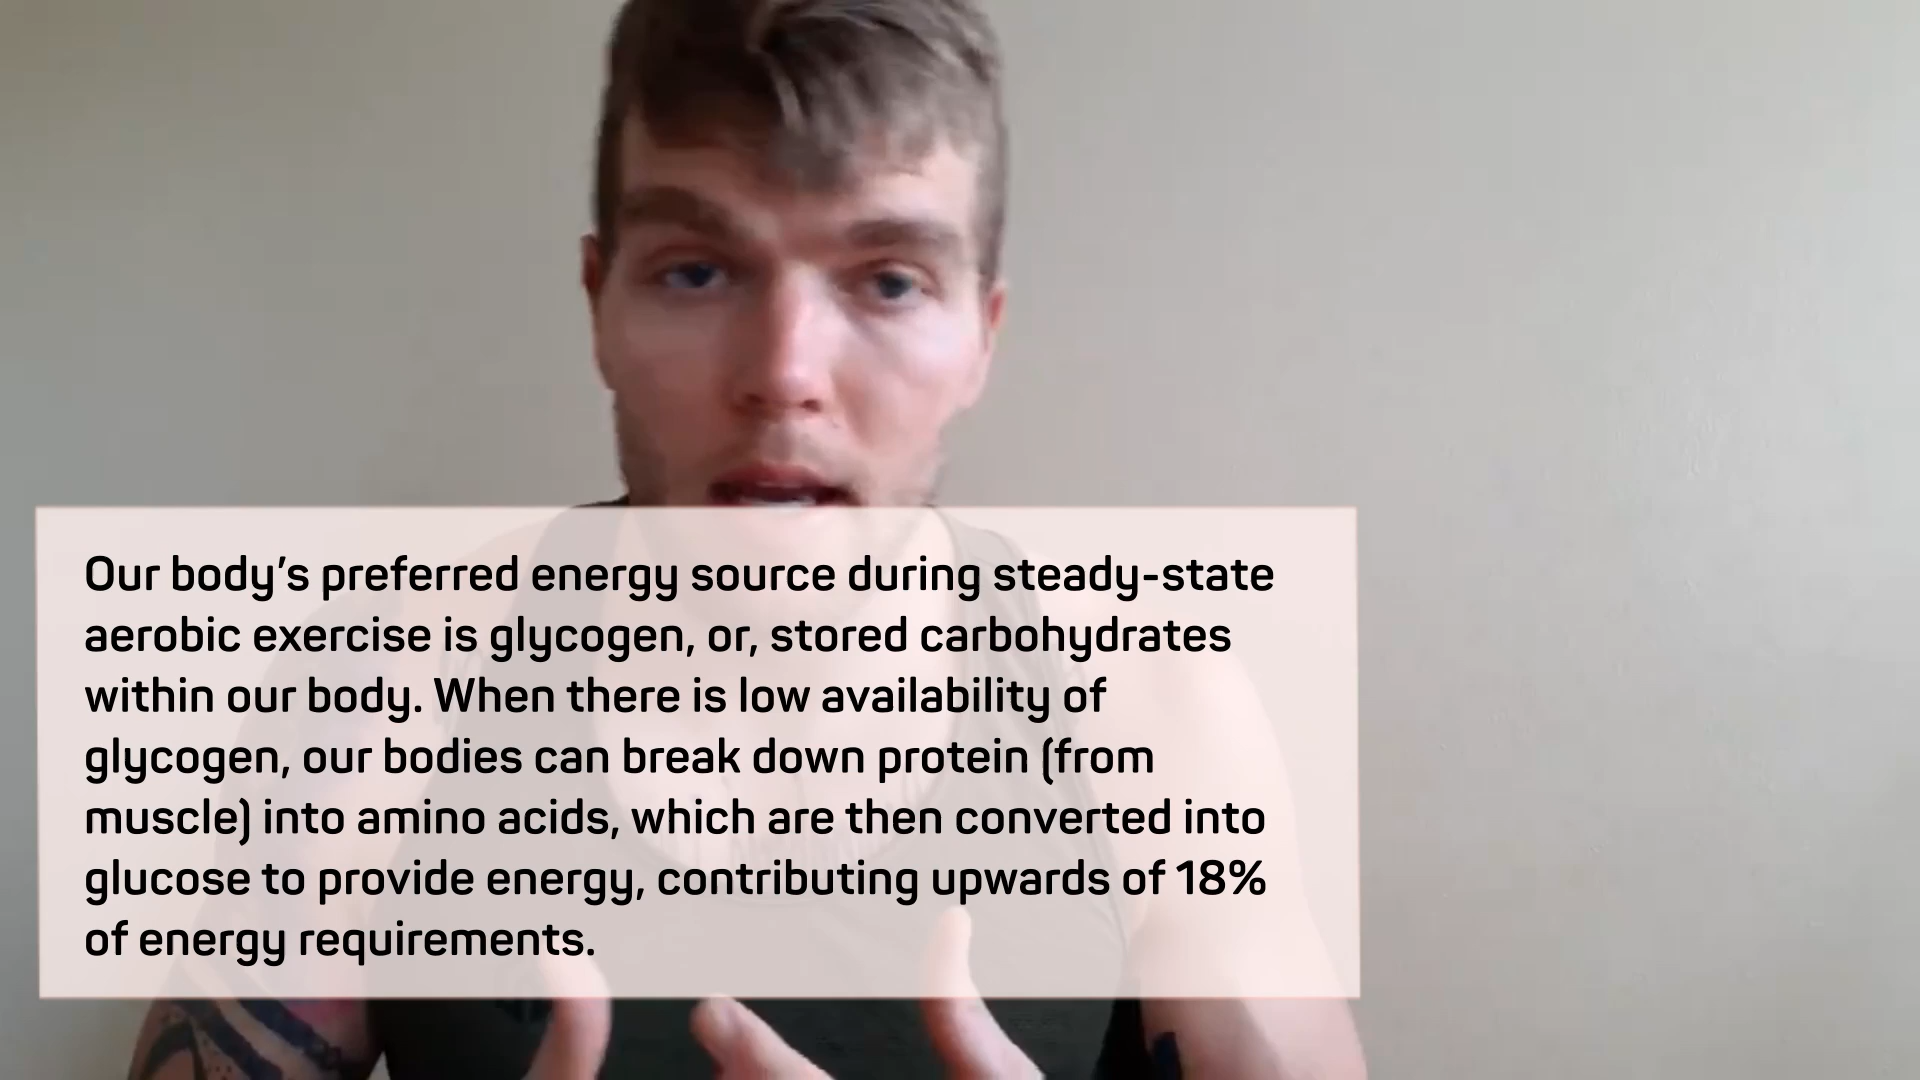 Our body’s preferred energy source during steady-state
aerobic exercise is glycogen, or, stored carbohydrates
within our body. When there is low availability of
glycogen, our bodies can break down protein (from
muscle) into amino acids, which are then converted into
glucose to provide energy, contributing upwards of 18%
of energy requirements.